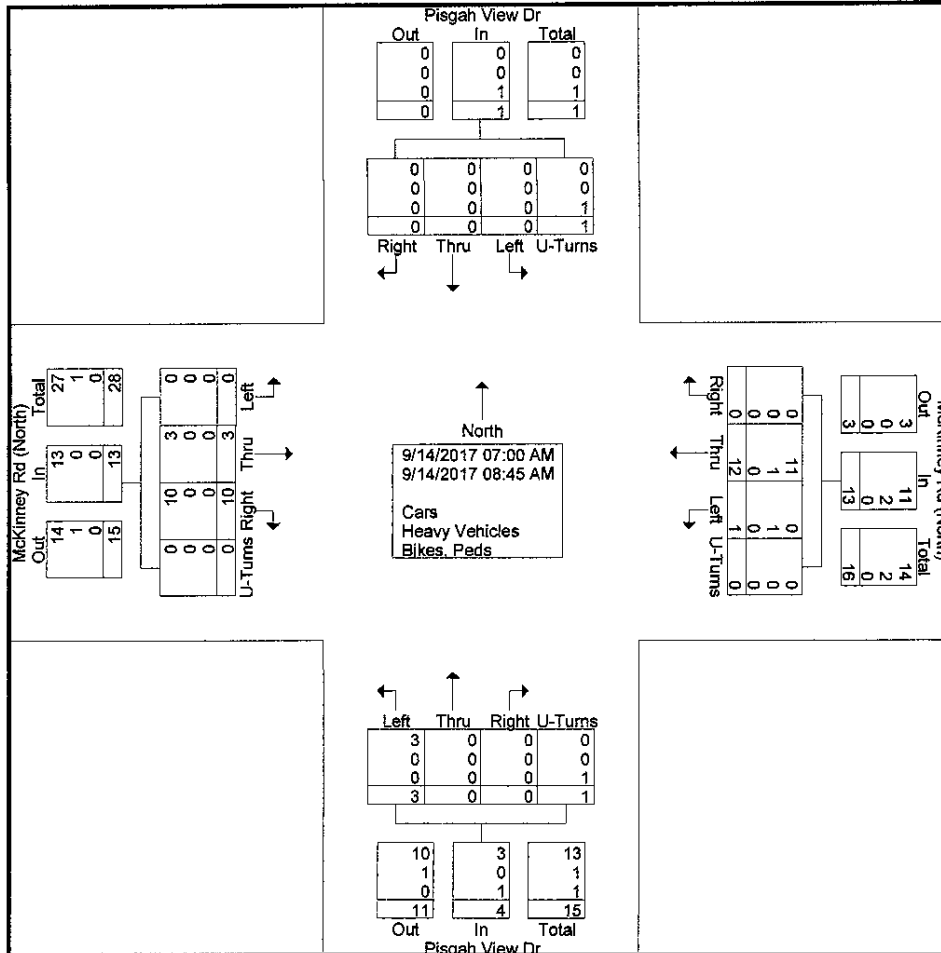 Pisgah View Dr
Out In Total
0 0 0
0 0 0
0 1 1
0 1 1
0 0 0 0
0 0 0 0
0 0 0 1
0 0 0 1
Right Thru Left U-Turns
McKinney Rd (North)
Total In Out
27 13 14
1 0 1
0 0 0
28 13 15
0 3 10 0
0 0 0 0
0 0 0 0
0 3 10 0
Left Thru Right U-Turns
North
9/14/2017 07:00 AM
9/14/2017 08:45 AM
Cars
Heavy Vehicles
Bikes, Peds
Right Thru Left U-Turns
0 11 0 0
0 1 1 0
0 0 0 0
0 12 1 0
Out In Total
3 11 14
0 2 2
0 0 0
3 13 16
McKinney Rd (North)
Left Thru Right U-Turns
3 0 0 0
0 0 0 0
0 0 0 1
3 0 0 1
10 3 13
1 0 1
0 1 1
11 4 15
Out In Total
Pisgah View Dr